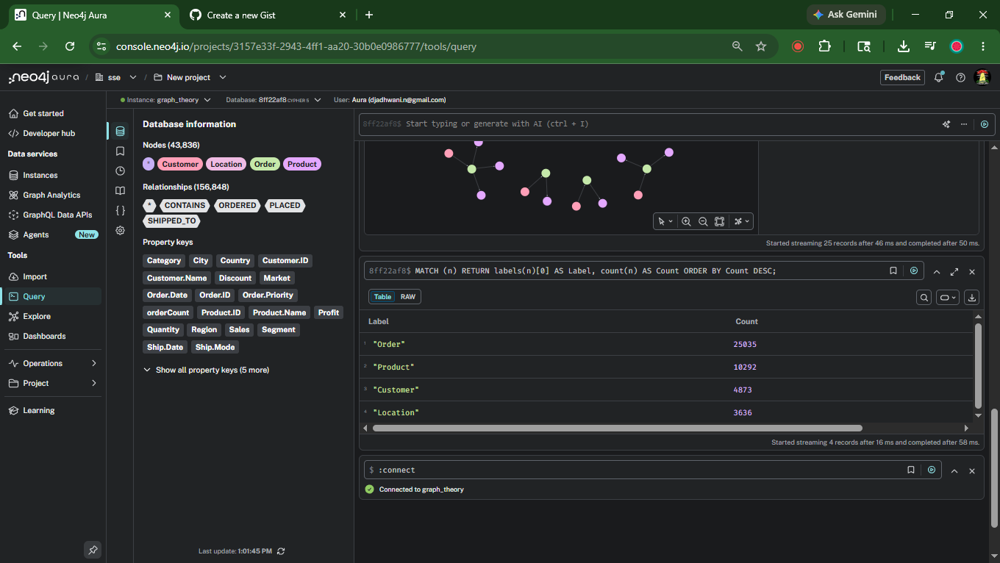 Query | Neo4j Aura
Create a new Gist
Ask Gemini
console.neo4j.io/projects/3157e33f-2943-4ff1-aa20-30b0e0986777/tools/query
neo4j aura / sse / New project
Feedback
Instance: graph_theory Database: 8ff22af8 CYPHER 5 User: Aura (djadhwani.n@gmail.com)
Get started
Developer hub
Data services
Instances
Graph Analytics
GraphQL Data APIs
Agents New
Tools
Import
Query
Explore
Dashboards
Operations
Project
Learning
Database information
Nodes (43,836)
* Customer Location Order Product
Relationships (156,848)
* CONTAINS ORDERED PLACED
SHIPPED_TO
Property keys
Category City Country Customer.ID
Customer.Name Discount Market
Order.Date Order.ID Order.Priority
orderCount Product.ID Product.Name Profit
Quantity Region Sales Segment
Ship.Date Ship.Mode
Show all property keys (5 more)
Last update: 1:01:45 PM
8ff22af8$ Start typing or generate with AI (ctrl + I)
Started streaming 25 records after 46 ms and completed after 50 ms.
8ff22af8$ MATCH (n) RETURN labels(n)[0] AS Label, count(n) AS Count ORDER BY Count DESC;
Table RAW
Label Count
1 "Order" 25035
2 "Product" 10292
3 "Customer" 4873
4 "Location" 3636
Started streaming 4 records after 16 ms and completed after 58 ms.
$ :connect
Connected to graph_theory